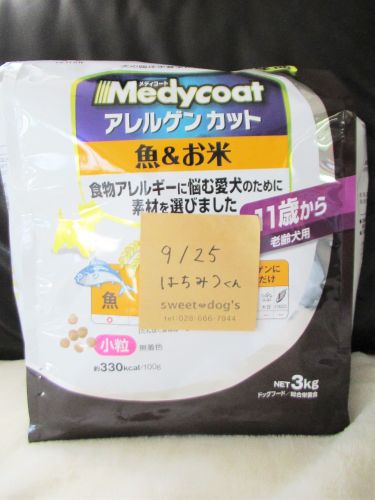 メディコート
Medycoat
アレルゲン カット
魚&お米
食物アレルギーに悩む愛犬のために
素材を選びました
11歳から
老齢犬用
9/25
はちみつくん
sweet dog's
tel:028-666-7844
魚
小粒
無着色
約330kcal/100g
NET 3kg
ドッグフード/総合栄養食